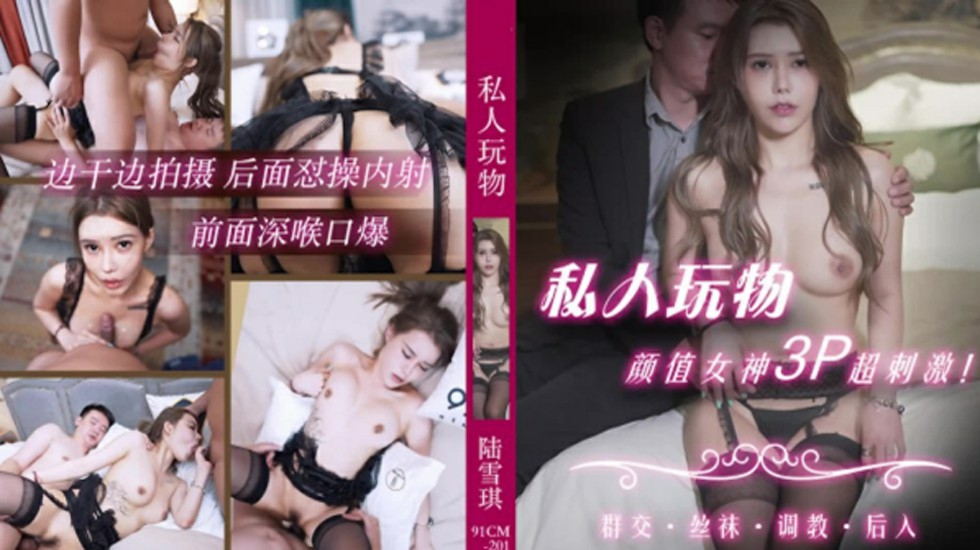 边干边拍摄 后面怼操内射
前面深喉口爆
私人玩物
陆雪琪
91CM
-201
私人玩物
颜值女神3P超刺激!
群交·丝袜·调教·后入